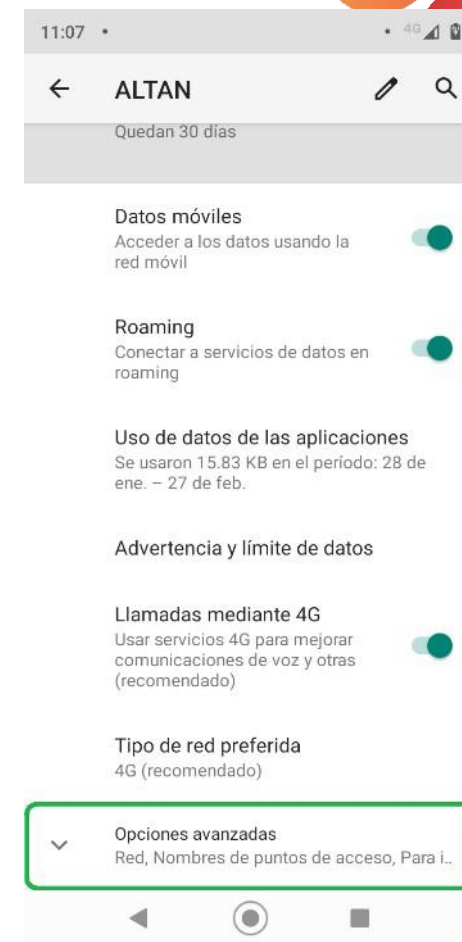 11:07 •
• 4G
ALTAN
Quedan 30 días
Datos móviles
Acceder a los datos usando la
red móvil
Roaming
Conectar a servicios de datos en
roaming
Uso de datos de las aplicaciones
Se usaron 15.83 KB en el período: 28 de
ene. – 27 de feb.
Advertencia y límite de datos
Llamadas mediante 4G
Usar servicios 4G para mejorar
comunicaciones de voz y otras
(recomendado)
Tipo de red preferida
4G (recomendado)
Opciones avanzadas
Red, Nombres de puntos de acceso, Para i..